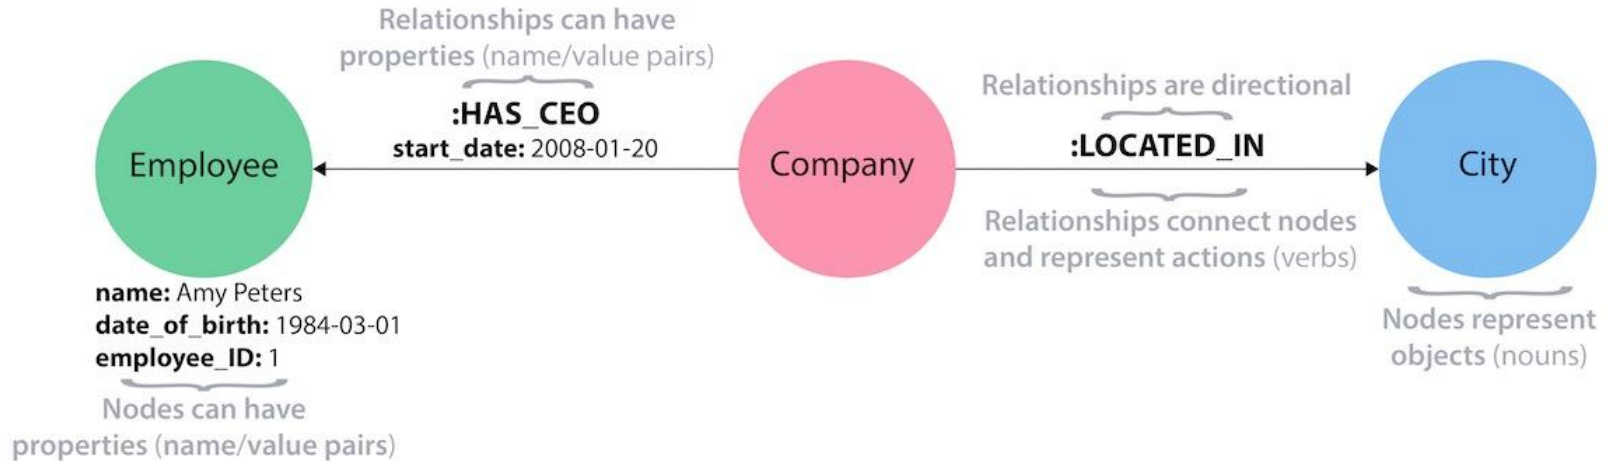 Relationships can have
properties (name/value pairs)
:HAS_CEO
start_date: 2008-01-20
Employee
Company
Relationships are directional
:LOCATED_IN
Relationships connect nodes
and represent actions (verbs)
City
name: Amy Peters
date_of_birth: 1984-03-01
employee_ID: 1
Nodes can have
properties (name/value pairs)
Nodes represent
objects (nouns)